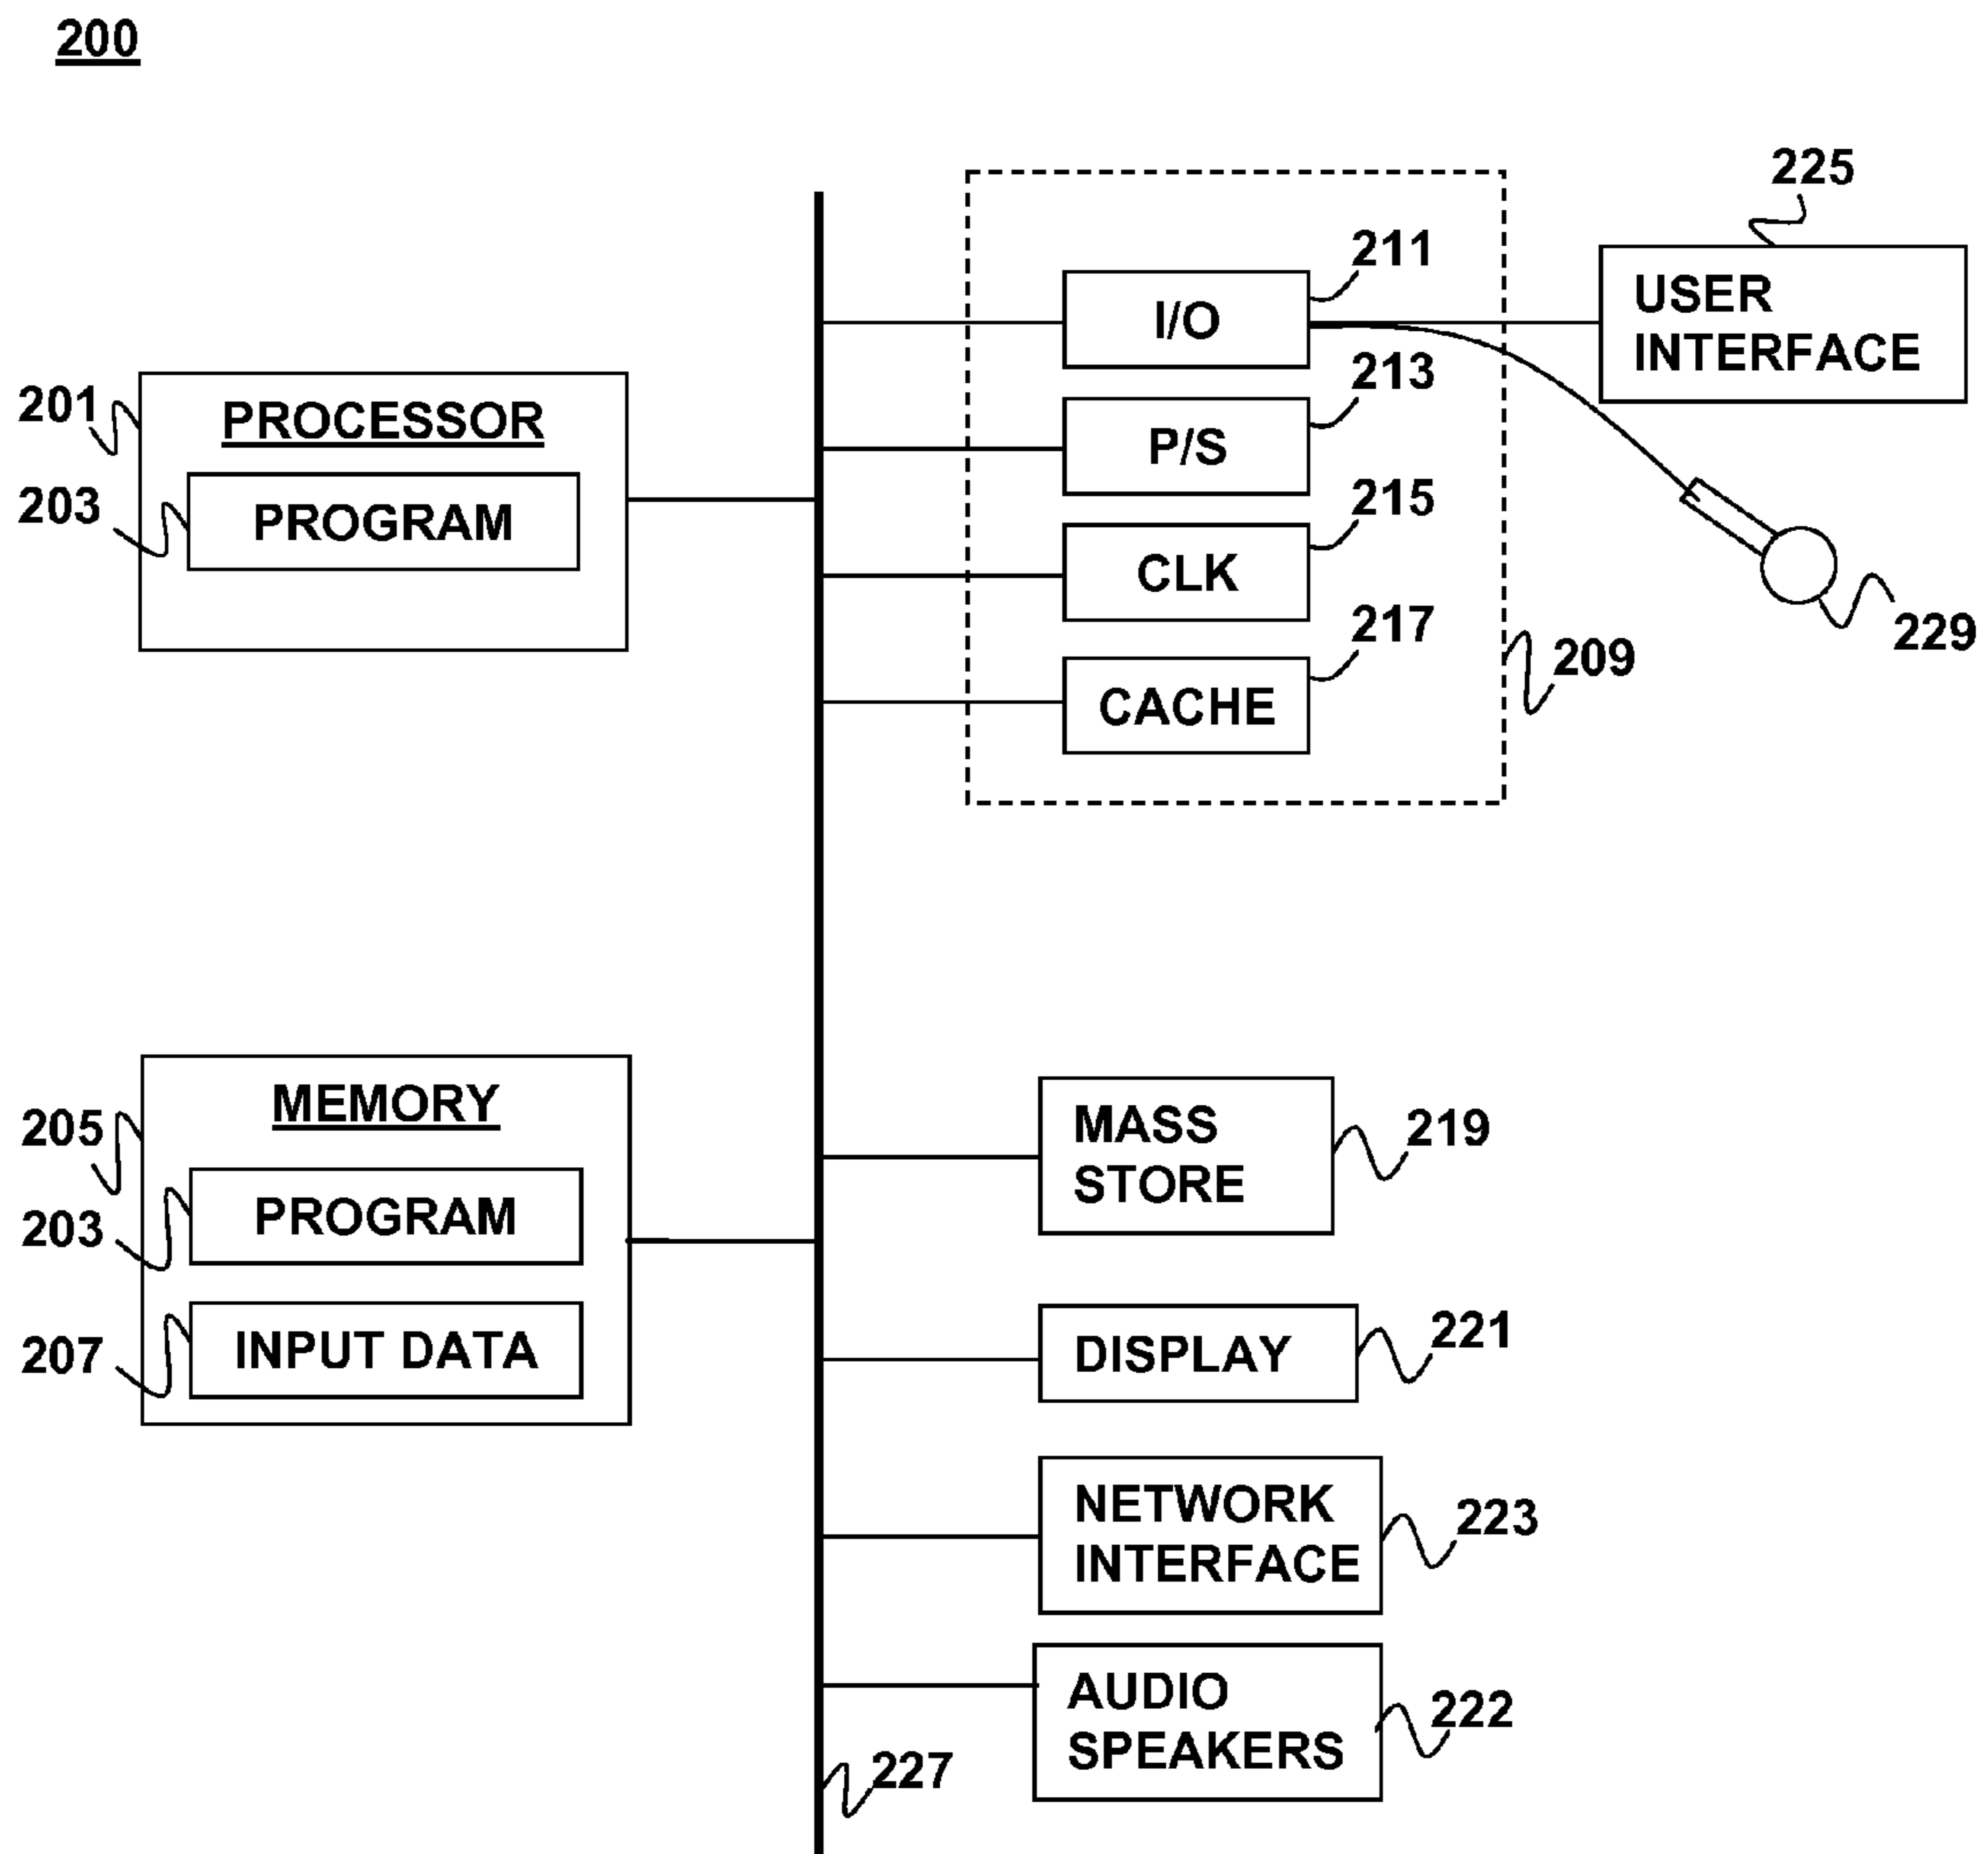 200
225
211
USER
INTERFACE
I/O
213
201
PROCESSOR
P/S
203
PROGRAM
215
CLK
217
229
209
CACHE
205
MEMORY
MASS
STORE
219
203
PROGRAM
207
INPUT DATA
DISPLAY
221
NETWORK
INTERFACE
223
AUDIO
SPEAKERS
222
227